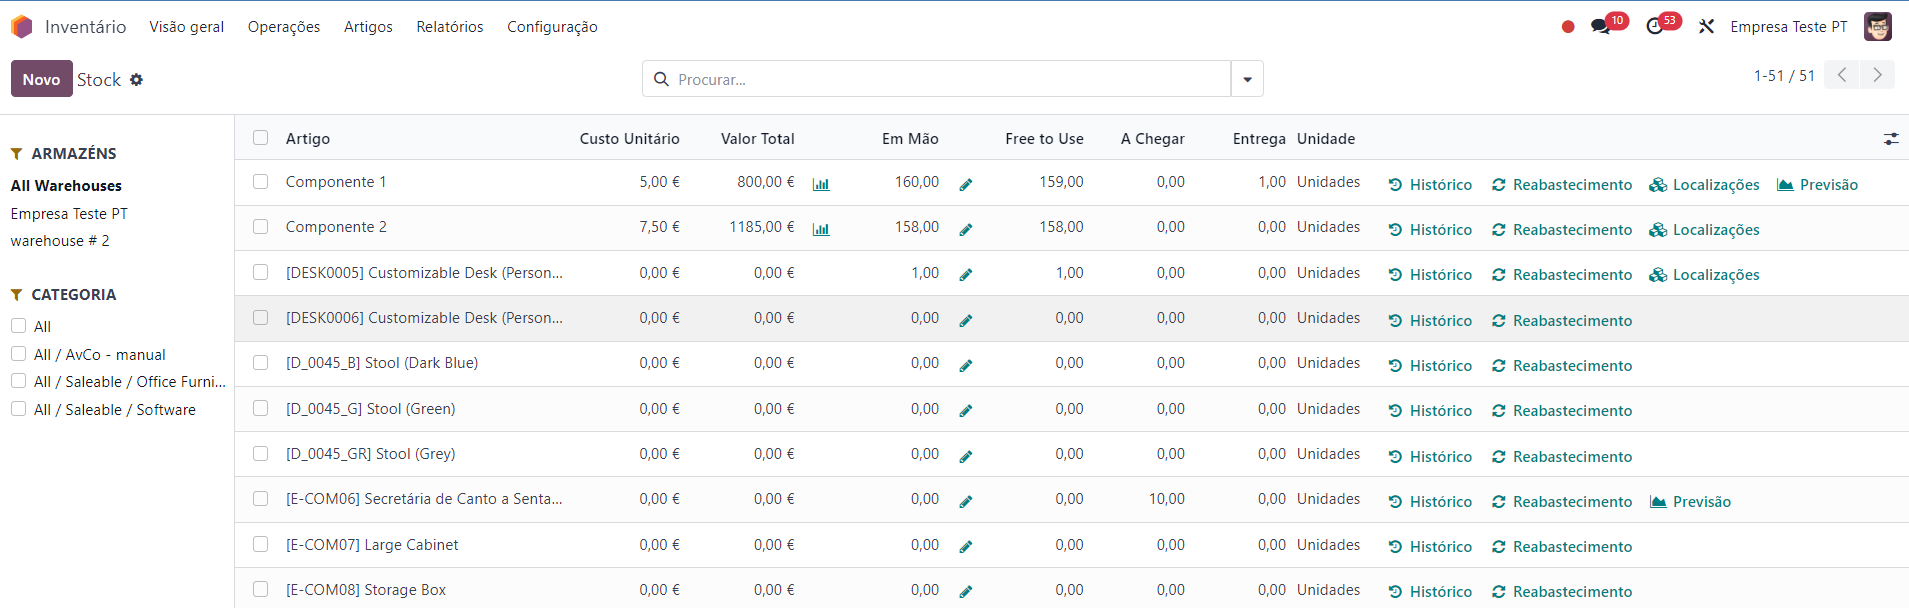 Inventário Visão geral Operações Artigos Relatórios Configuração 10 53 Empresa Teste PT
Novo Stock Procurar... 1-51 / 51
ARMAZÉNS
All Warehouses
Empresa Teste PT
warehouse # 2
CATEGORIA
All
All / AvCo - manual
All / Saleable / Office Furni...
All / Saleable / Software
Artigo Custo Unitário Valor Total Em Mão Free to Use A Chegar Entrega Unidade
Componente 1 5,00 € 800,00 € 160,00 159,00 0,00 1,00 Unidades Histórico Reabastecimento Localizações Previsão
Componente 2 7,50 € 1185,00 € 158,00 158,00 0,00 0,00 Unidades Histórico Reabastecimento Localizações
[DESK0005] Customizable Desk (Person... 0,00 € 0,00 € 1,00 1,00 0,00 0,00 Unidades Histórico Reabastecimento Localizações
[DESK0006] Customizable Desk (Person... 0,00 € 0,00 € 0,00 0,00 0,00 0,00 Unidades Histórico Reabastecimento
[D_0045_B] Stool (Dark Blue) 0,00 € 0,00 € 0,00 0,00 0,00 0,00 Unidades Histórico Reabastecimento
[D_0045_G] Stool (Green) 0,00 € 0,00 € 0,00 0,00 0,00 0,00 Unidades Histórico Reabastecimento
[D_0045_GR] Stool (Grey) 0,00 € 0,00 € 0,00 0,00 0,00 0,00 Unidades Histórico Reabastecimento
[E-COM06] Secretária de Canto a Senta... 0,00 € 0,00 € 0,00 0,00 10,00 0,00 Unidades Histórico Reabastecimento Previsão
[E-COM07] Large Cabinet 0,00 € 0,00 € 0,00 0,00 0,00 0,00 Unidades Histórico Reabastecimento
[E-COM08] Storage Box 0,00 € 0,00 € 0,00 0,00 0,00 0,00 Unidades Histórico Reabastecimento